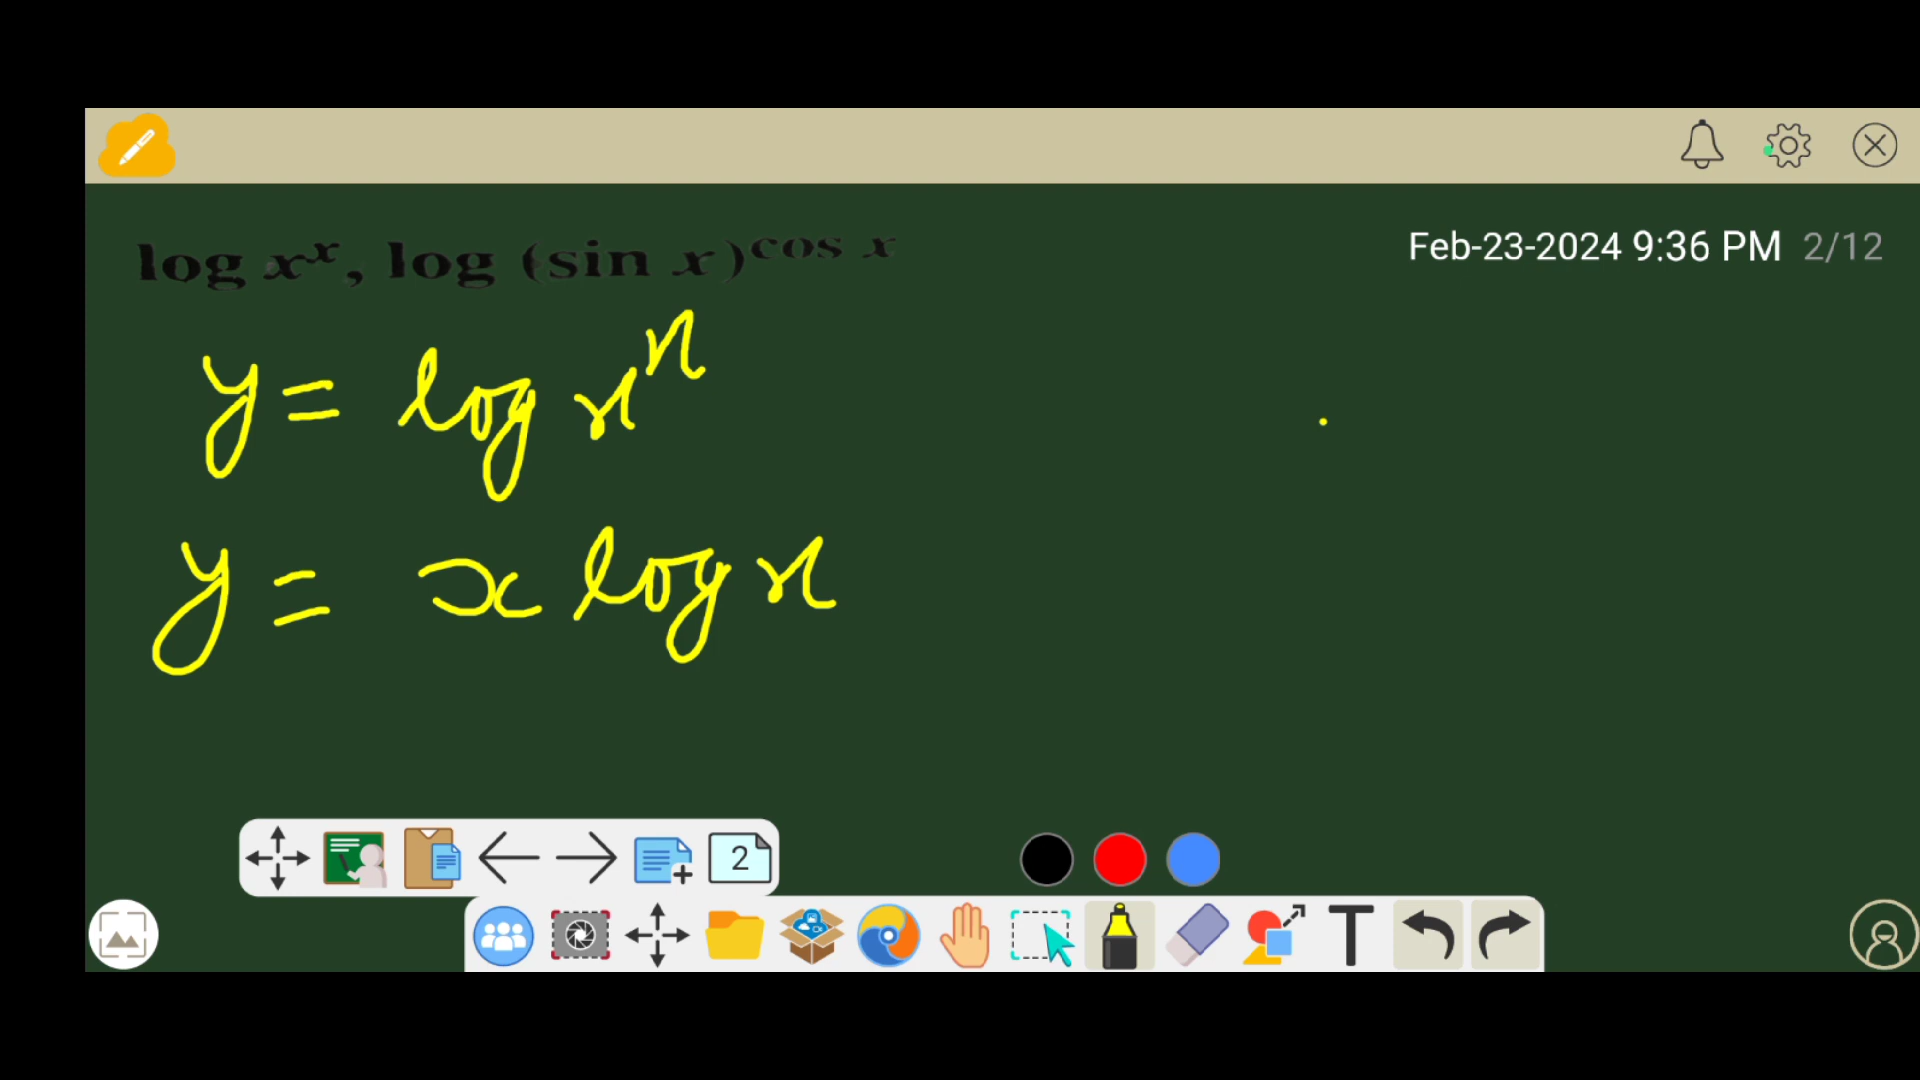 log x^x, log (sin x)^cos x
Feb-23-2024 9:36 PM 2/12
y = log x^x
y = x log x
2
T